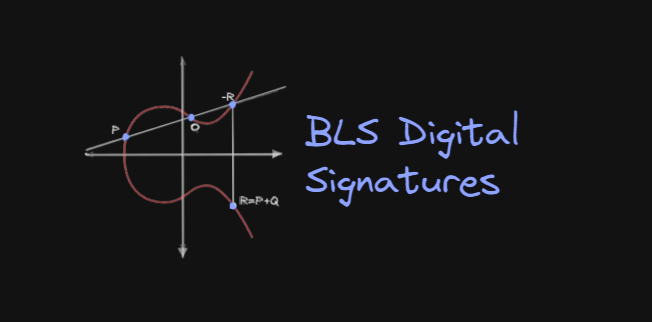 -R
P
Q
BLS Digital
Signatures
R=P+Q